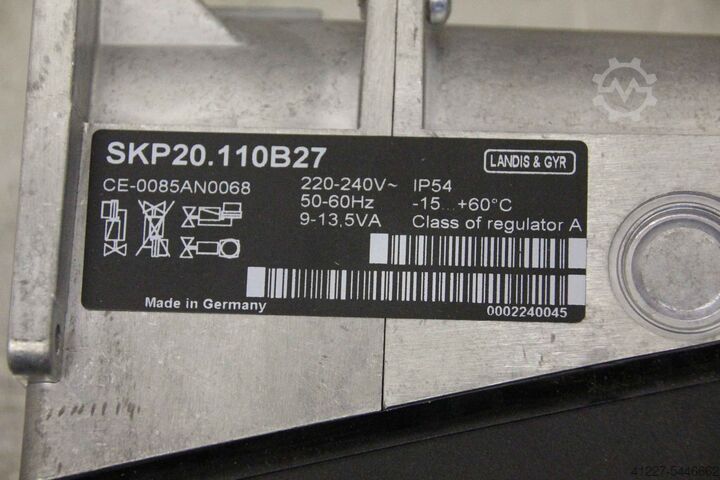 SKP20.110B27
LANDIS & GYR
CE-0085AN0068
220-240V~
IP54
50-60Hz
-15...+60°C
9-13,5VA
Class of regulator A
Made in Germany
0002240045
41227-5446662